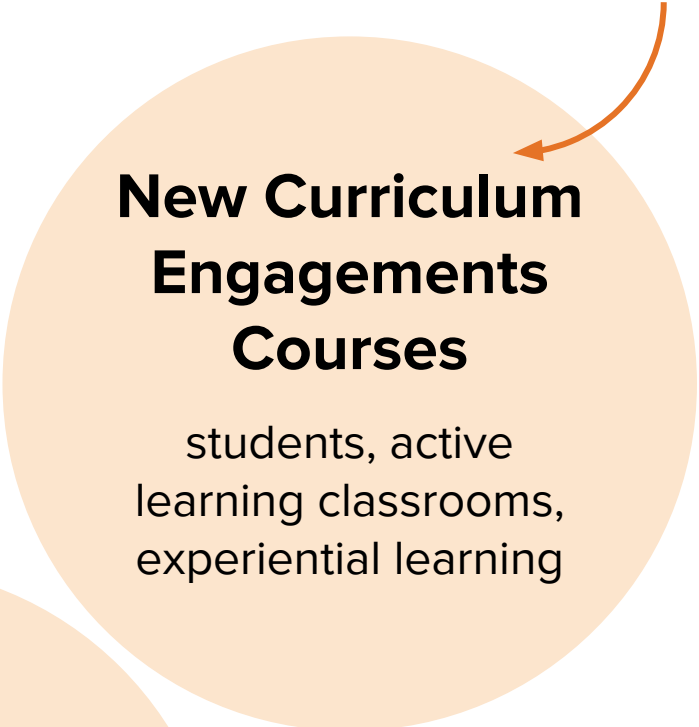 New Curriculum
Engagements
Courses
students, active
learning classrooms,
experiential learning